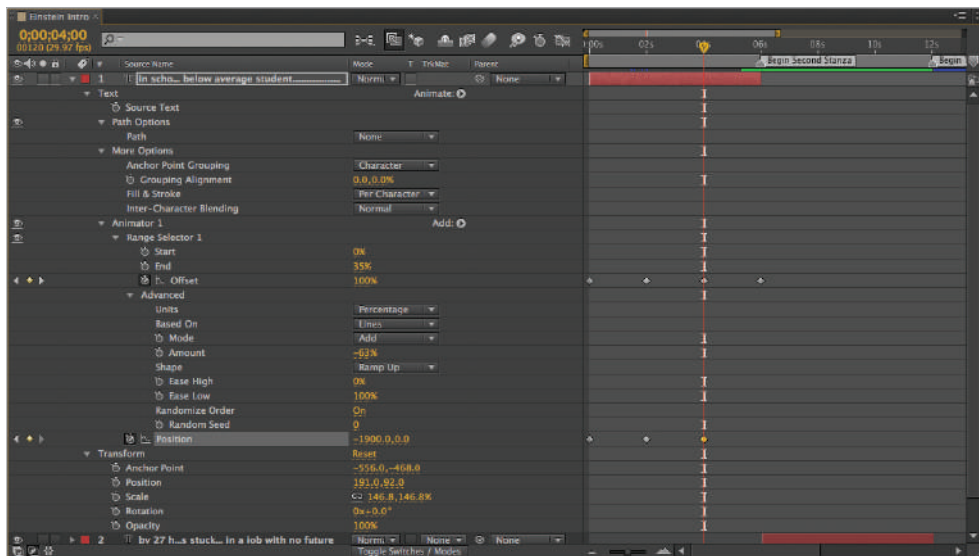 Einstein Intro ×
0;00;04;00
00120 (29.97 fps)
:00s 02s 04s 06s 08s 10s 12s
# Source Name Mode T TrkMat Parent Begin Second Stanza Begin
1 T In scho... below average student Normal None
Text Animate:
Source Text
Path Options
Path None
More Options
Anchor Point Grouping Character
Grouping Alignment 0.0,0.0%
Fill & Stroke Per Character
Inter-Character Blending Normal
Animator 1 Add:
Range Selector 1
Start 0%
End 35%
Offset 100%
Advanced
Units Percentage
Based On Lines
Mode Add
Amount -63%
Shape Ramp Up
Ease High 0%
Ease Low 100%
Randomize Order On
Random Seed 0
Position -1900.0,0.0
Transform Reset
Anchor Point -556.0,-468.0
Position 191.0,92.0
Scale 146.8,146.8%
Rotation 0x+0.0°
Opacity 100%
2 T by 27 h...s stuck... in a job with no future Norm None None
Toggle Switches / Modes